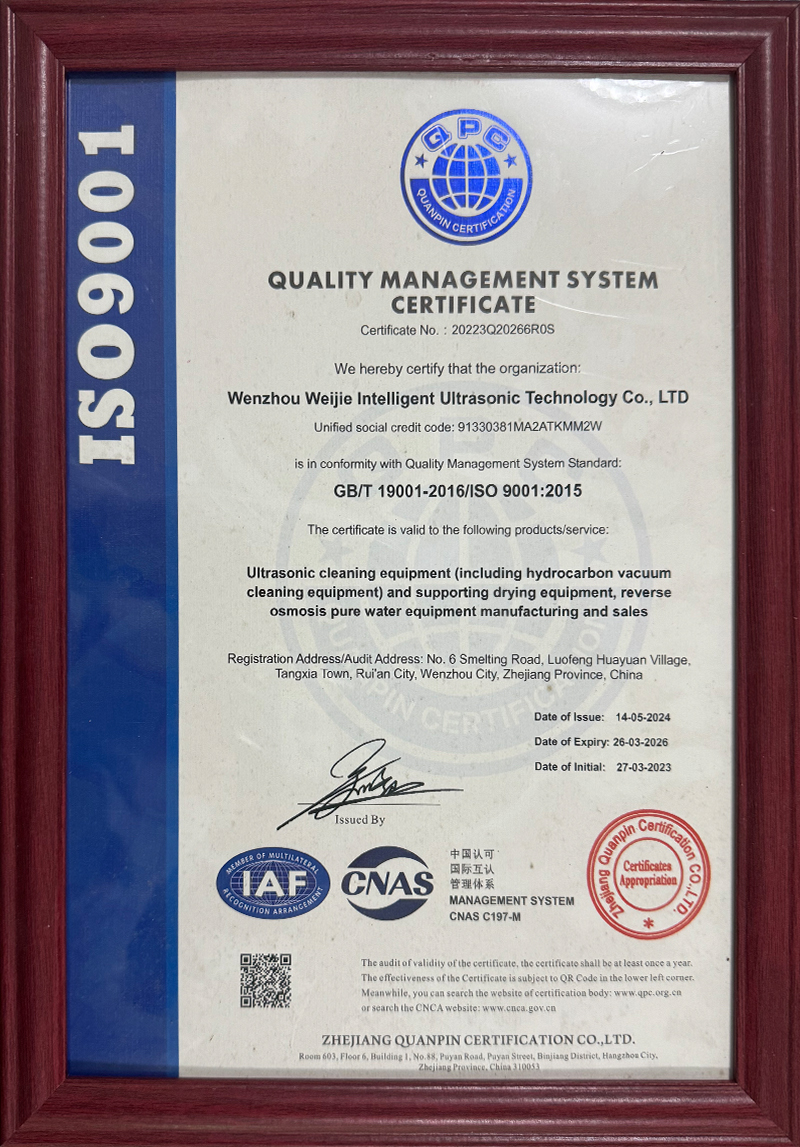 ISO9001
QPC
QUANPIN CERTIFICATION
QUALITY MANAGEMENT SYSTEM
CERTIFICATE
Certificate No. : 20223Q20266R0S
We hereby certify that the organization:
Wenzhou Weijie Intelligent Ultrasonic Technology Co., LTD
Unified social credit code: 91330381MA2ATKMM2W
is in conformity with Quality Management System Standard:
GB/T 19001-2016/ISO 9001:2015
The certificate is valid to the following products/service:
Ultrasonic cleaning equipment (including hydrocarbon vacuum
cleaning equipment) and supporting drying equipment, reverse
osmosis pure water equipment manufacturing and sales
Registration Address/Audit Address: No. 6 Smelting Road, Luofeng Huayuan Village,
Tangxia Town, Rui'an City, Wenzhou City, Zhejiang Province, China
Date of Issue: 14-05-2024
Date of Expiry: 26-03-2026
Date of Initial: 27-03-2023
Issued By
MEMBER OF MULTILATERAL
IAF
RECOGNITION ARRANGEMENT
CNAS
中国认可
国际互认
管理体系
MANAGEMENT SYSTEM
CNAS C197-M
Zhejiang Quanpin Certification CO.,LTD.
Certificates
Appropriation
The audit of validity of the certificate, the certificate shall be at least once a year.
The effectiveness of the Certificate is subject to QR Code in the lower left corner.
Meanwhile, you can search the website of certification body: www.qpc.org.cn
or search the CNCA website: www.cnca.gov.cn
ZHEJIANG QUANPIN CERTIFICATION CO.,LTD.
Room 603, Floor 6, Building 1, No.88, Puyan Road, Puyan Street, Binjiang District, Hangzhou City,
Zhejiang Province, China 310053